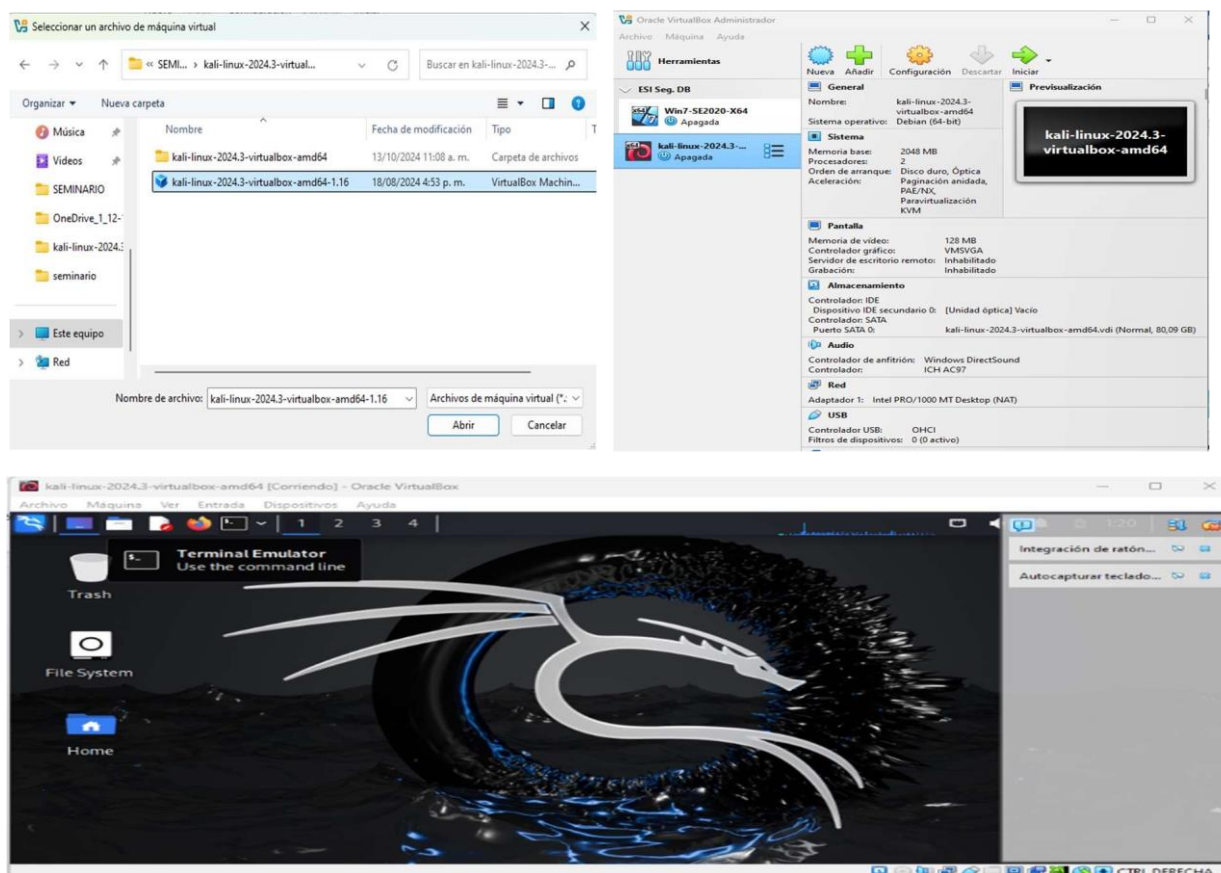 Seleccionar un archivo de máquina virtual
« SEMI... › kali-linux-2024.3-virtual...
Buscar en kali-linux-2024.3-...
Organizar
Nueva carpeta
Nombre
Fecha de modificación
Tipo
T
Música
Videos
SEMINARIO
OneDrive_1_12-
kali-linux-2024.3
seminario
Este equipo
Red
kali-linux-2024.3-virtualbox-amd64
13/10/2024 11:08 a. m.
Carpeta de archivos
kali-linux-2024.3-virtualbox-amd64-1.16
18/08/2024 4:53 p. m.
VirtualBox Machin...
Nombre de archivo: kali-linux-2024.3-virtualbox-amd64-1.16
Archivos de máquina virtual (*.:
Abrir
Cancelar
Oracle VirtualBox Administrador
Archivo Máquina Ayuda
Herramientas
Nueva Añadir Configuración Descartar Iniciar
ESI Seg. DB
Win7-SE2020-X64
Apagada
kali-linux-2024.3-...
Apagada
General
Nombre: kali-linux-2024.3-
virtualbox-amd64
Sistema operativo: Debian (64-bit)
Previsualización
kali-linux-2024.3-
virtualbox-amd64
Sistema
Memoria base: 2048 MB
Procesadores: 2
Orden de arranque: Disco duro, Óptica
Aceleración: Paginación anidada,
PAE/NX,
Paravirtualización
KVM
Pantalla
Memoria de vídeo: 128 MB
Controlador gráfico: VMSVGA
Servidor de escritorio remoto: Inhabilitado
Grabación: Inhabilitado
Almacenamiento
Controlador: IDE
Dispositivo IDE secundario 0: [Unidad óptica] Vacío
Controlador: SATA
Puerto SATA 0: kali-linux-2024.3-virtualbox-amd64.vdi (Normal, 80,09 GB)
Audio
Controlador de anfitrión: Windows DirectSound
Controlador: ICH AC97
Red
Adaptador 1: Intel PRO/1000 MT Desktop (NAT)
USB
Controlador USB: OHCI
Filtros de dispositivos: 0 (0 activo)
kali-linux-2024.3-virtualbox-amd64 [Corriendo] - Oracle VirtualBox
Archivo Máquina Ver Entrada Dispositivos Ayuda
1 2 3 4
1:20
Terminal Emulator
Use the command line
Integración de ratón...
Autocapturar teclado...
Trash
File System
Home
CTRL DERECHA